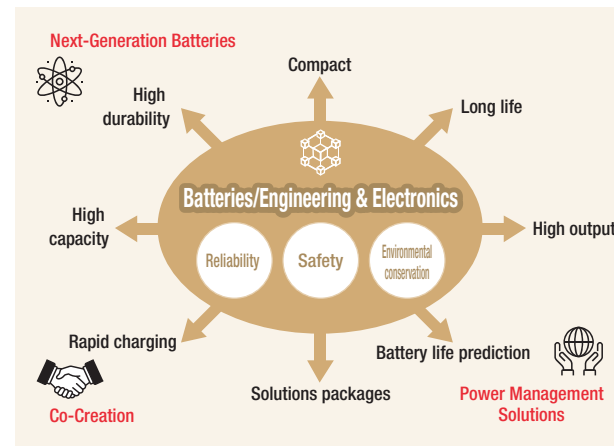 Next-Generation Batteries
Compact
High
durability
Long life
Batteries/Engineering & Electronics
High
capacity
High output
Reliability
Safety
Environmental
conservation
Rapid charging
Battery life prediction
Solutions packages
Co-Creation
Power Management
Solutions